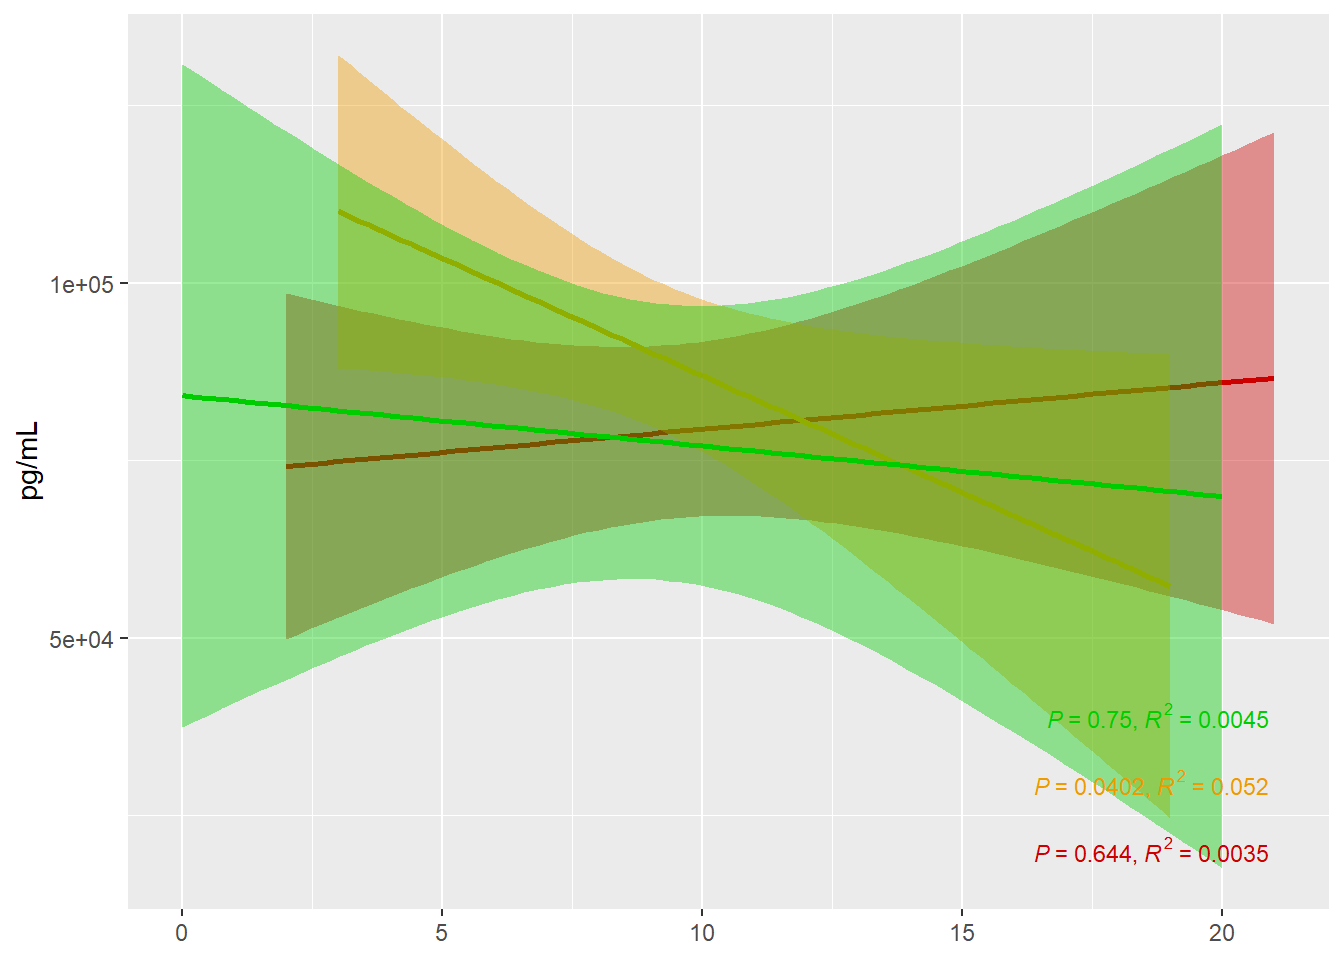 pg/mL
1e+05
5e+04
P = 0.75, R² = 0.0045
P = 0.0402, R² = 0.052
P = 0.644, R² = 0.0035
0 5 10 15 20